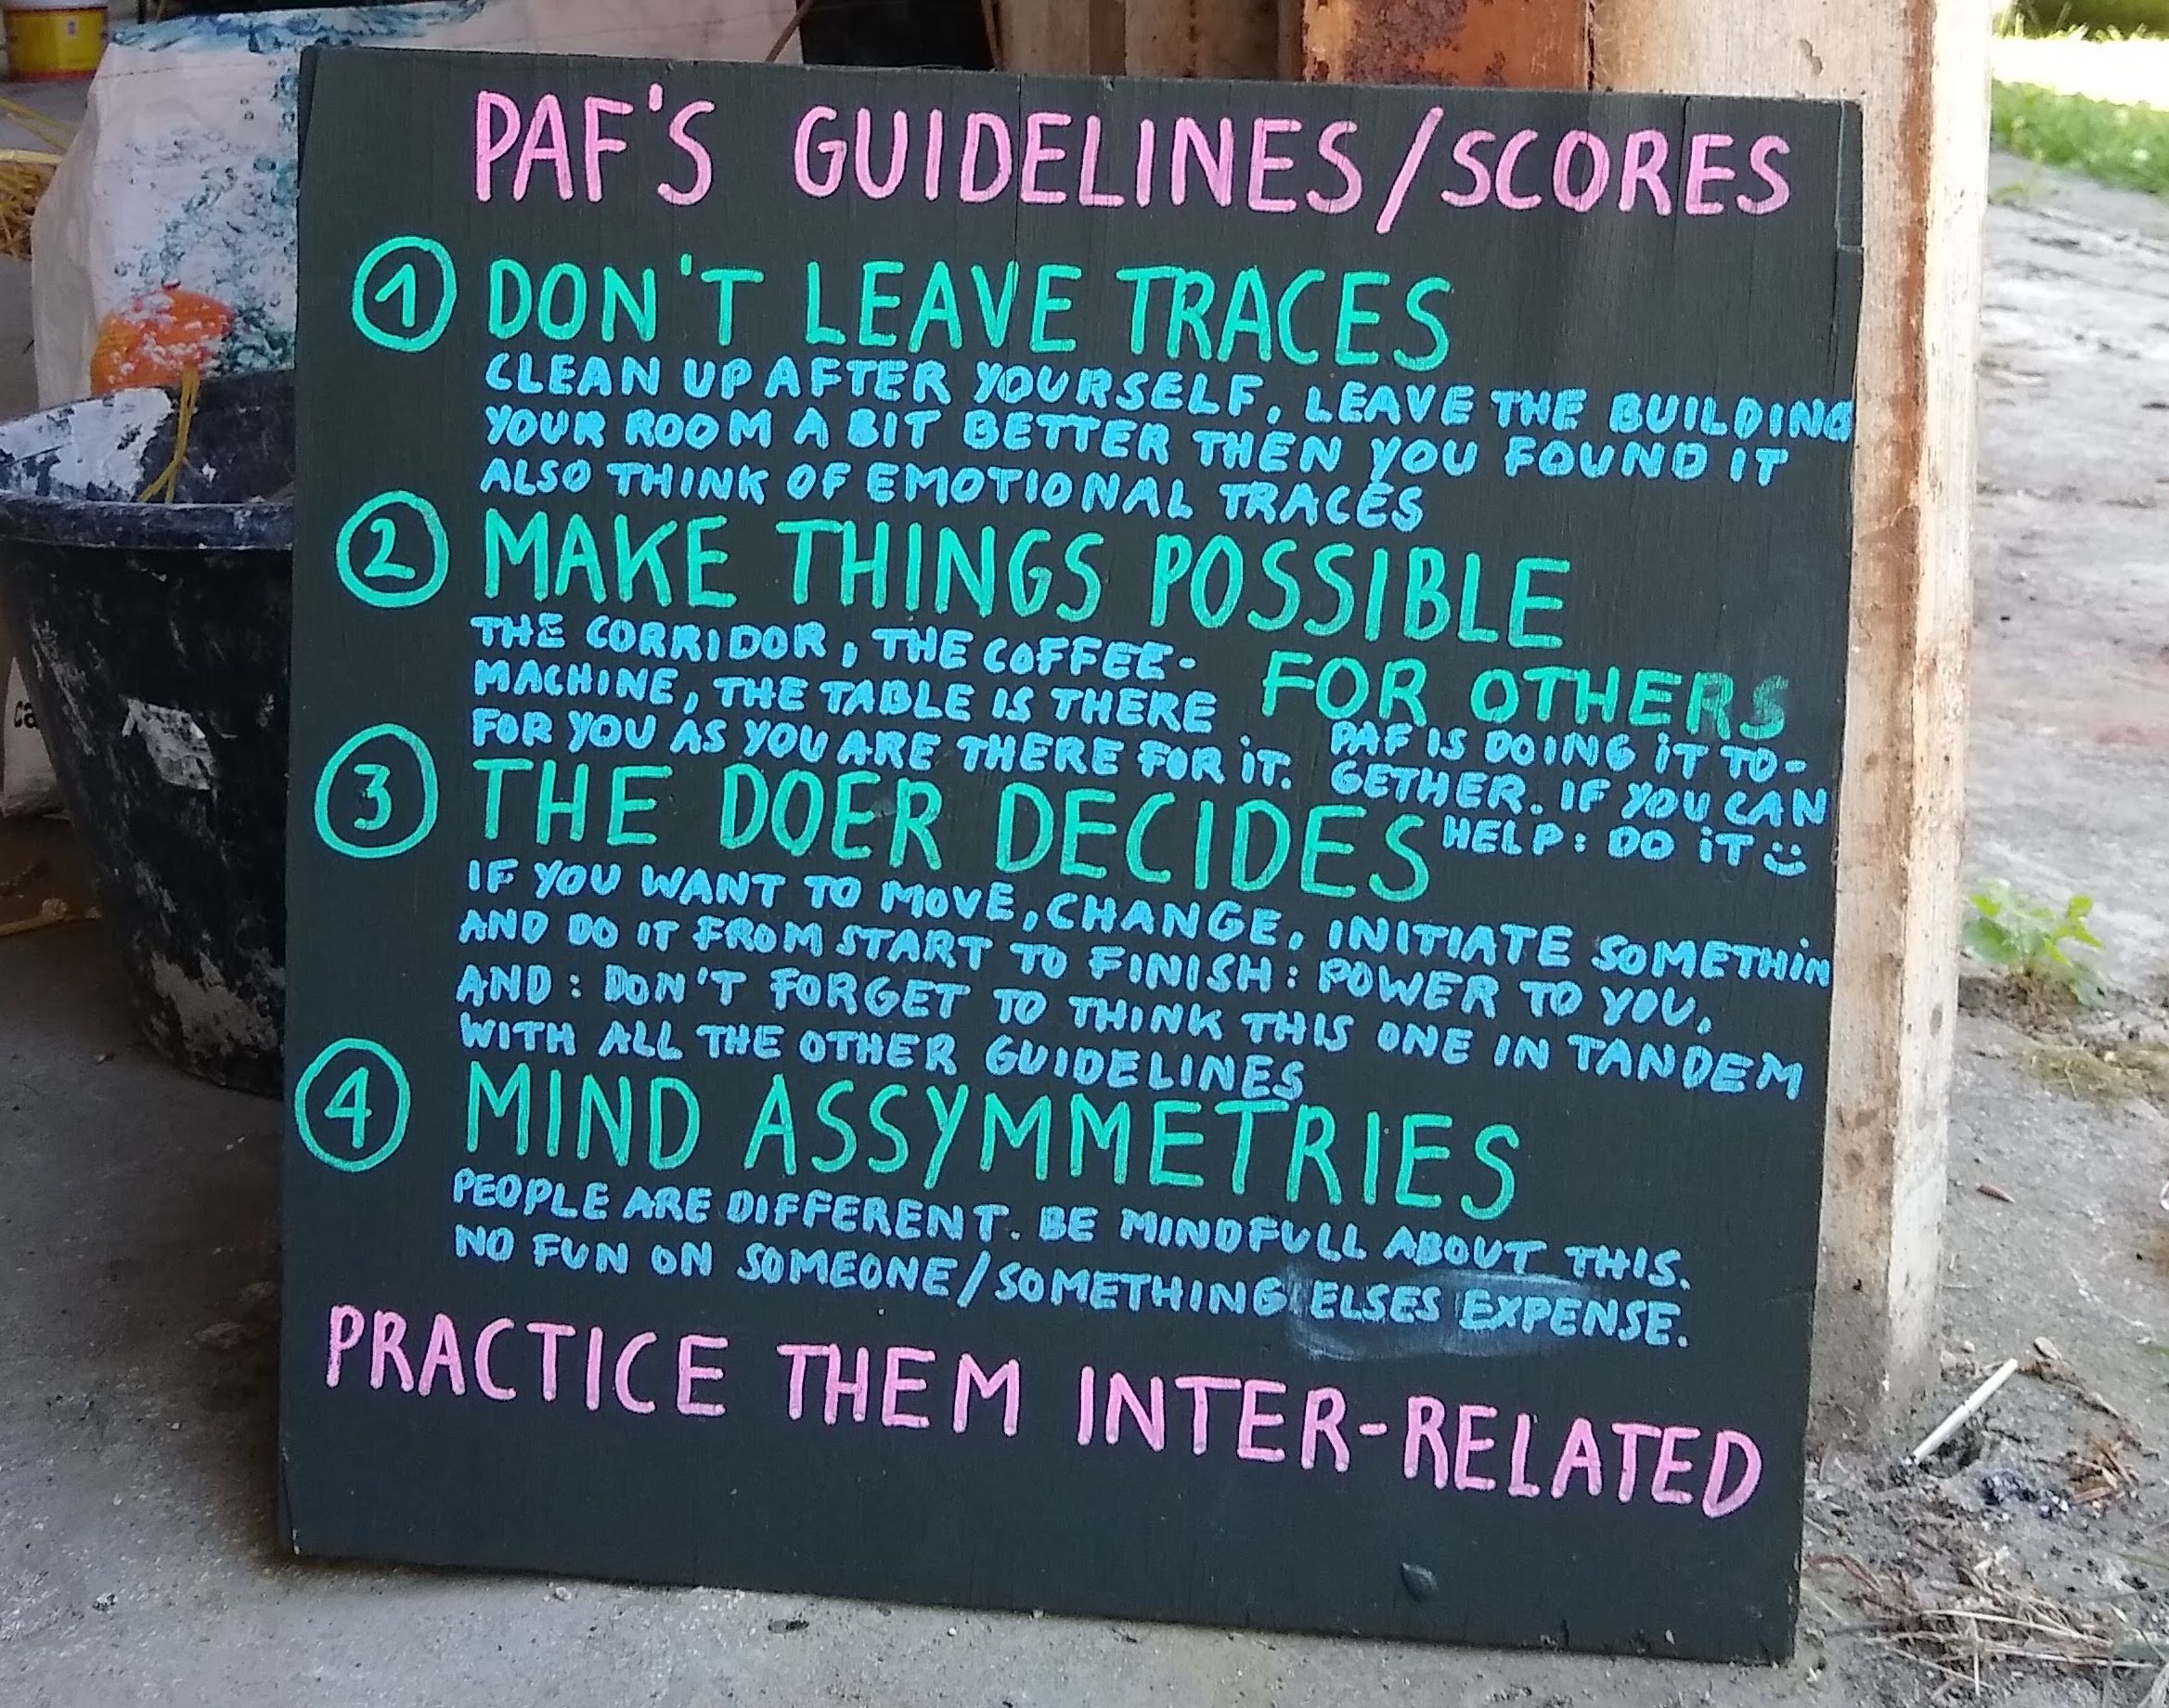 PAF'S GUIDELINES/SCORES
1 DON'T LEAVE TRACES
CLEAN UP AFTER YOURSELF, LEAVE THE BUILDING
YOUR ROOM A BIT BETTER THEN YOU FOUND IT
ALSO THINK OF EMOTIONAL TRACES
2 MAKE THINGS POSSIBLE
FOR OTHERS
THE CORRIDOR, THE COFFEE-
MACHINE, THE TABLE IS THERE
FOR YOU AS YOU ARE THERE FOR IT.
PAF IS DOING IT TO-
GETHER. IF YOU CAN
HELP: DO IT :)
3 THE DOER DECIDES
IF YOU WANT TO MOVE, CHANGE, INITIATE SOMETHIN
AND DO IT FROM START TO FINISH: POWER TO YOU.
AND: DON'T FORGET TO THINK THIS ONE IN TANDEM
WITH ALL THE OTHER GUIDELINES
4 MIND ASSYMMETRIES
PEOPLE ARE DIFFERENT. BE MINDFULL ABOUT THIS.
NO FUN ON SOMEONE/SOMETHING ELSES EXPENSE.
PRACTICE THEM INTER-RELATED